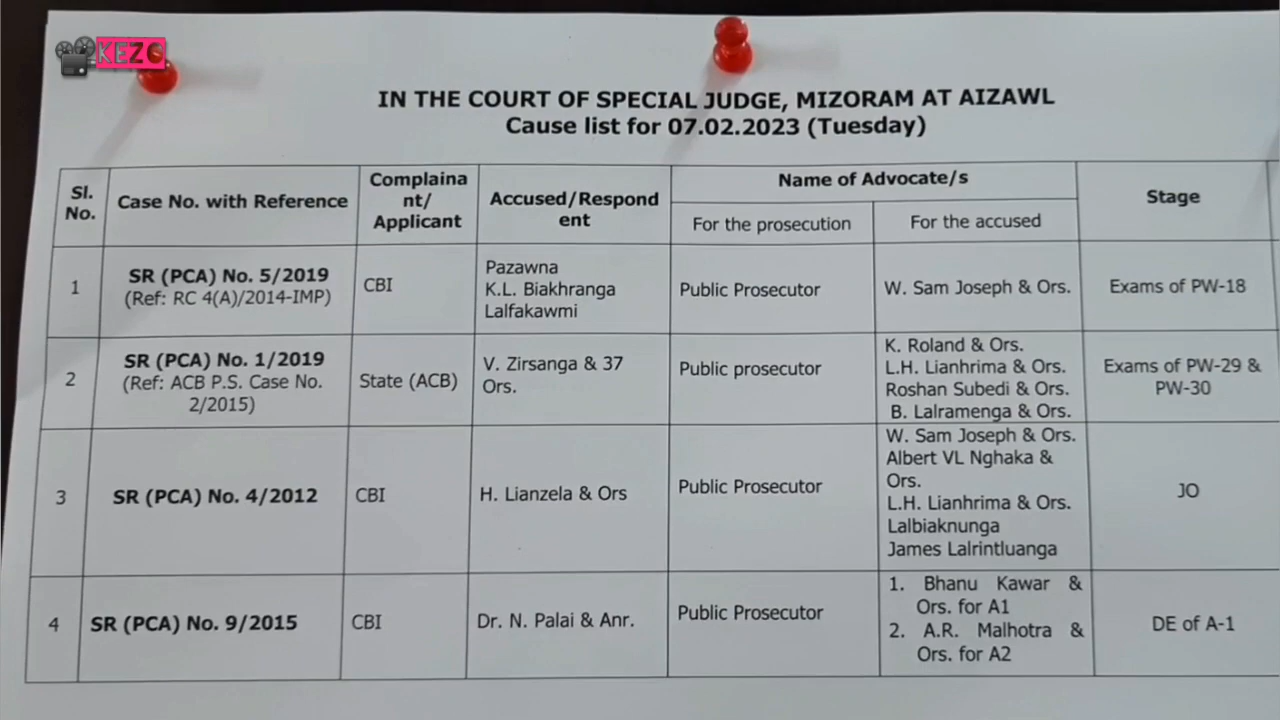 KEZO
IN THE COURT OF SPECIAL JUDGE, MIZORAM AT AIZAWL
Cause list for 07.02.2023 (Tuesday)
Sl.
No.
Case No. with Reference
Complaina
nt/
Applicant
Accused/Respond
ent
Name of Advocate/s
For the prosecution
For the accused
Stage
1
SR (PCA) No. 5/2019
(Ref: RC 4(A)/2014-IMP)
CBI
Pazawna
K.L. Biakhranga
Lalfakawmi
Public Prosecutor
W. Sam Joseph & Ors.
Exams of PW-18
2
SR (PCA) No. 1/2019
(Ref: ACB P.S. Case No.
2/2015)
State (ACB)
V. Zirsanga & 37
Ors.
Public prosecutor
K. Roland & Ors.
L.H. Lianhrima & Ors.
Roshan Subedi & Ors.
B. Lalramenga & Ors.
Exams of PW-29 &
PW-30
3
SR (PCA) No. 4/2012
CBI
H. Lianzela & Ors
Public Prosecutor
W. Sam Joseph & Ors.
Albert VL Nghaka &
Ors.
L.H. Lianhrima & Ors.
Lalbiaknunga
James Lalrintluanga
JO
4
SR (PCA) No. 9/2015
CBI
Dr. N. Palai & Anr.
Public Prosecutor
1. Bhanu Kawar &
Ors. for A1
2. A.R. Malhotra &
Ors. for A2
DE of A-1